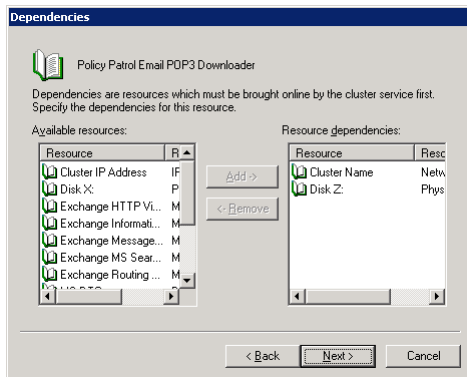 Dependencies
Policy Patrol Email POP3 Downloader
Dependencies are resources which must be brought online by the cluster service first.
Specify the dependencies for this resource.
Available resources:
Resource R
Cluster IP Address IF
Disk X: P
Exchange HTTP Vi... M
Exchange Informati... M
Exchange Message... M
Exchange MS Sear... M
Exchange Routing ... M
Add ->
<- Remove
Resource dependencies:
Resource Resc
Cluster Name Netw
Disk Z: Phys
< Back
Next >
Cancel